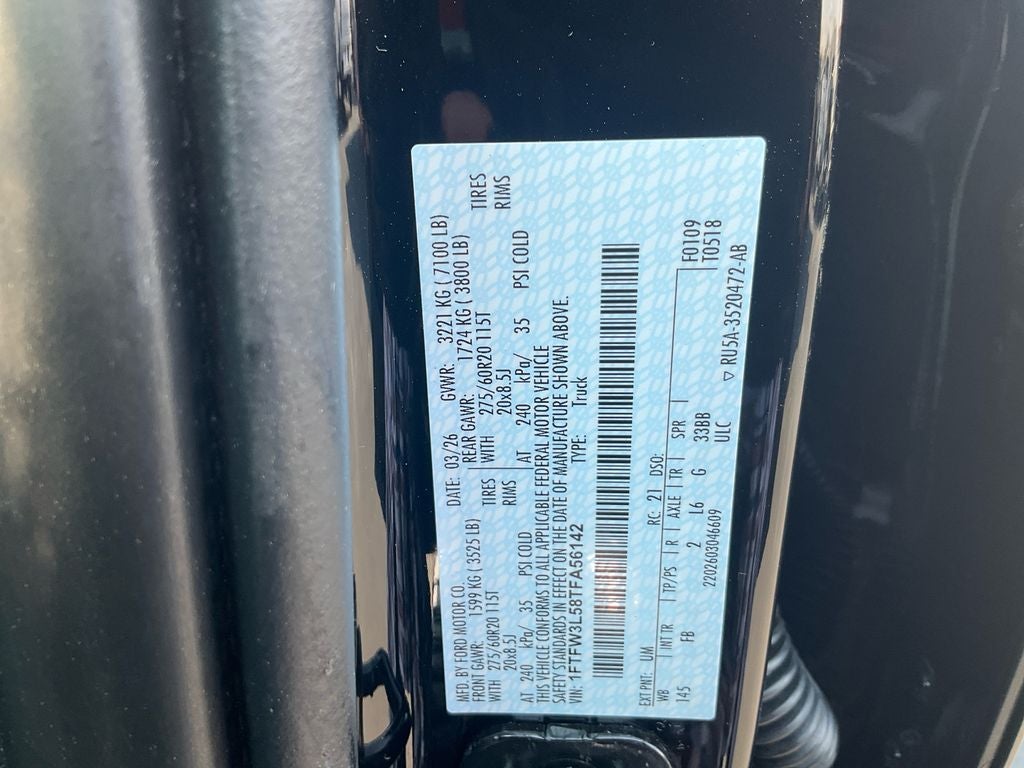 MFD. BY FORD MOTOR CO. DATE: 03/26 GVWR: 3221 KG ( 7100 LB)
FRONT GAWR: 1599 KG ( 3525 LB) REAR GAWR: 1724 KG ( 3800 LB)
WITH 275/60R20 115T TIRES WITH 275/60R20 115T TIRES
20x8.5J RIMS 20x8.5J RIMS
AT 240 kPa/ 35 PSI COLD AT 240 kPa/ 35 PSI COLD
THIS VEHICLE CONFORMS TO ALL APPLICABLE FEDERAL MOTOR VEHICLE
SAFETY STANDARDS IN EFFECT ON THE DATE OF MANUFACTURE SHOWN ABOVE.
VIN: 1FTFW3L58TFA56142 TYPE: Truck
EXT PNT: UM RC: 21 DSO:
WB INT TR TP/PS R AXLE TR SPR F0109
145 FB 2 L6 G 33BB T0518
2202603046609 ULC
▽ RU5A-3520472-AB